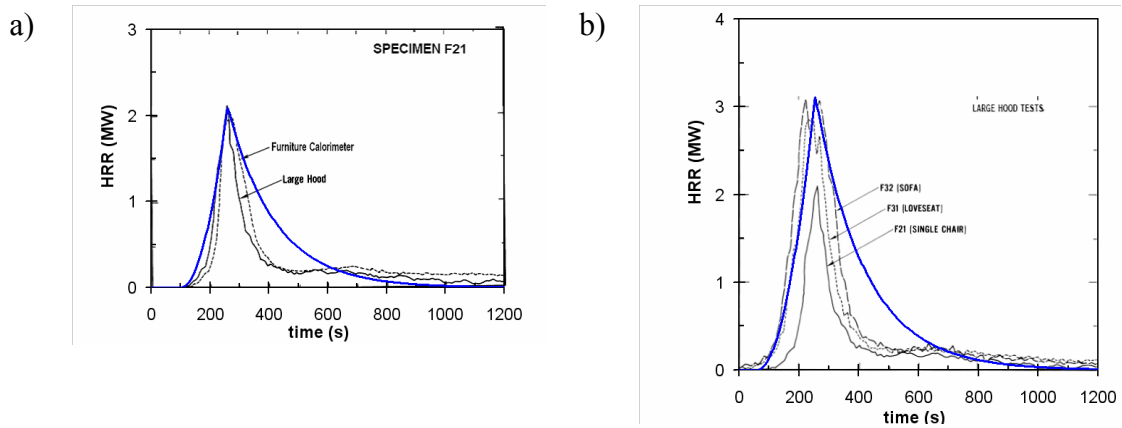 a)
3
2
1
0
HRR (MW)
SPECIMEN F21
Furniture Calorimeter
Large Hood
0 200 400 600 800 1000 1200
time (s)
b)
4
3
2
1
0
HRR (MW)
LARGE HOOD TESTS
F32 (SOFA)
F31 (LOVESEAT)
F21 (SINGLE CHAIR)
0 200 400 600 800 1000 1200
time (s)